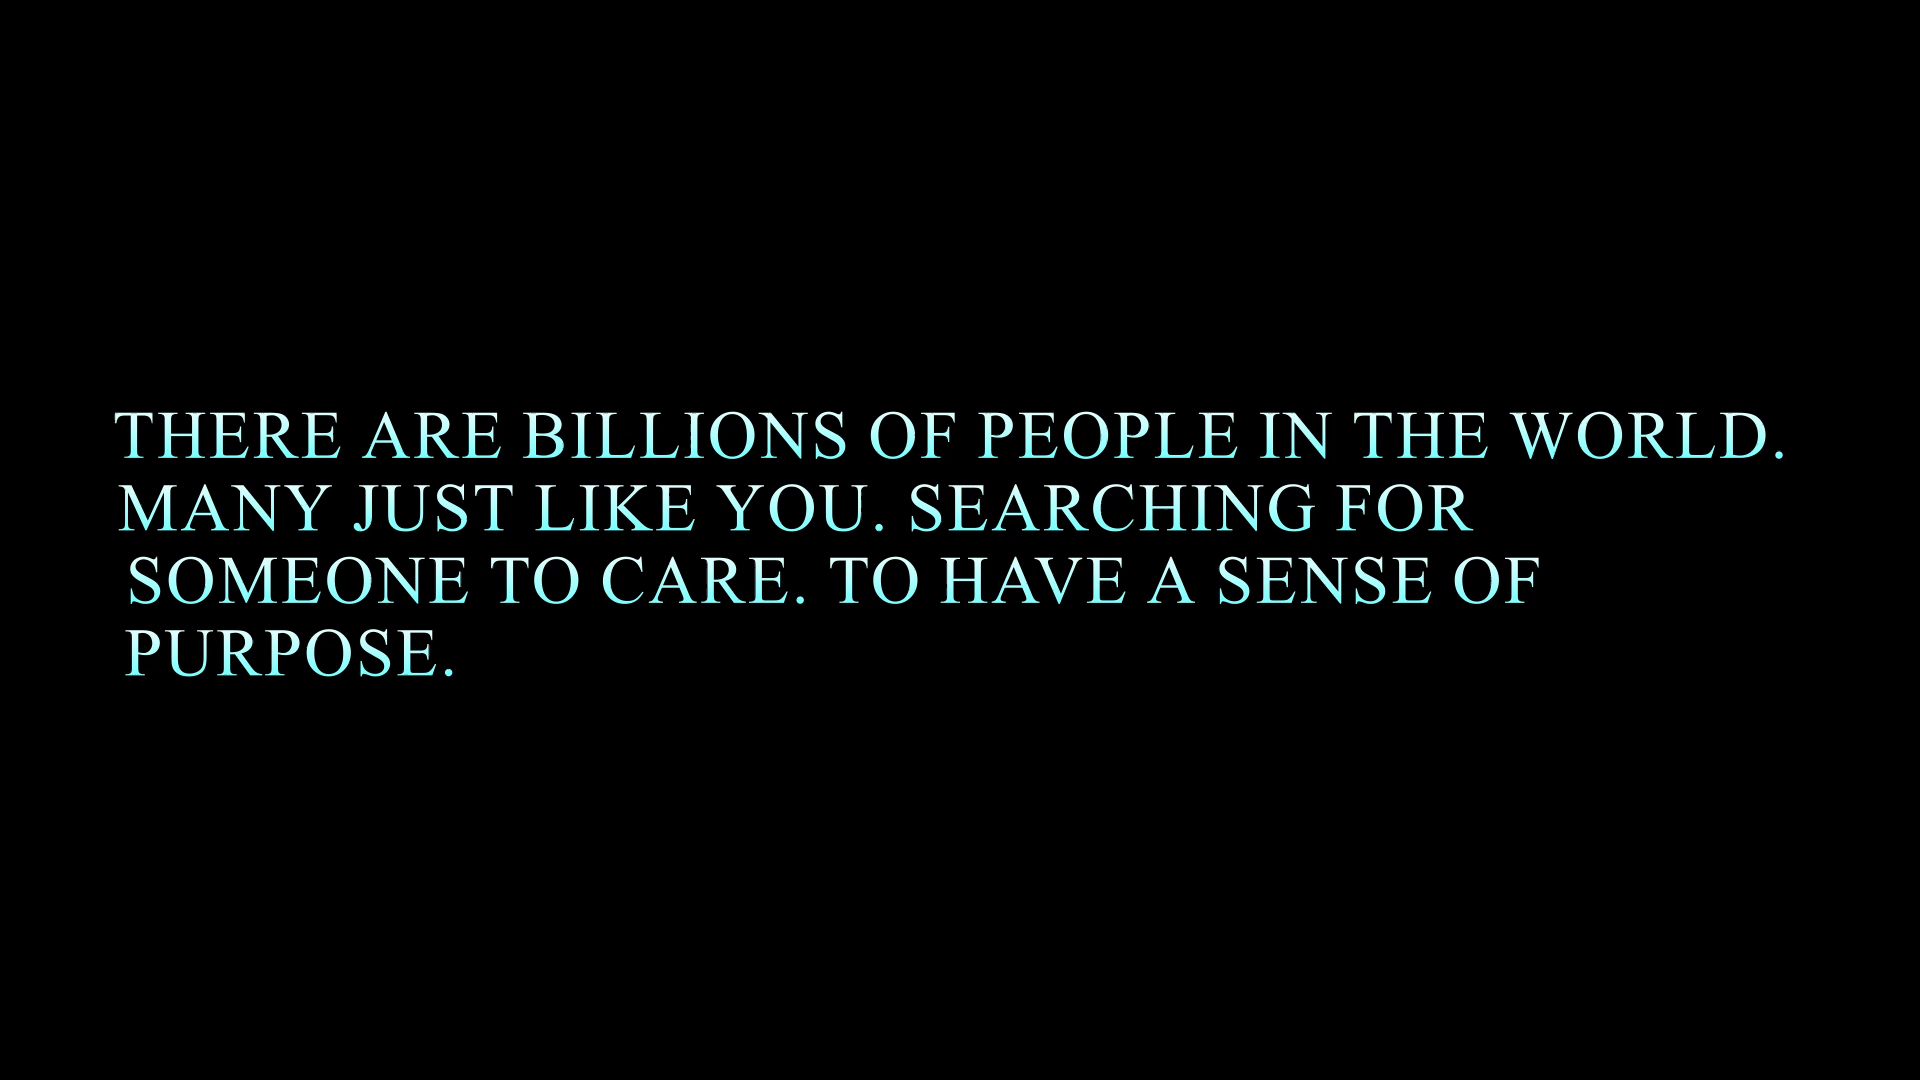 THERE ARE BILLIONS OF PEOPLE IN THE WORLD.
MANY JUST LIKE YOU. SEARCHING FOR
SOMEONE TO CARE. TO HAVE A SENSE OF
PURPOSE.